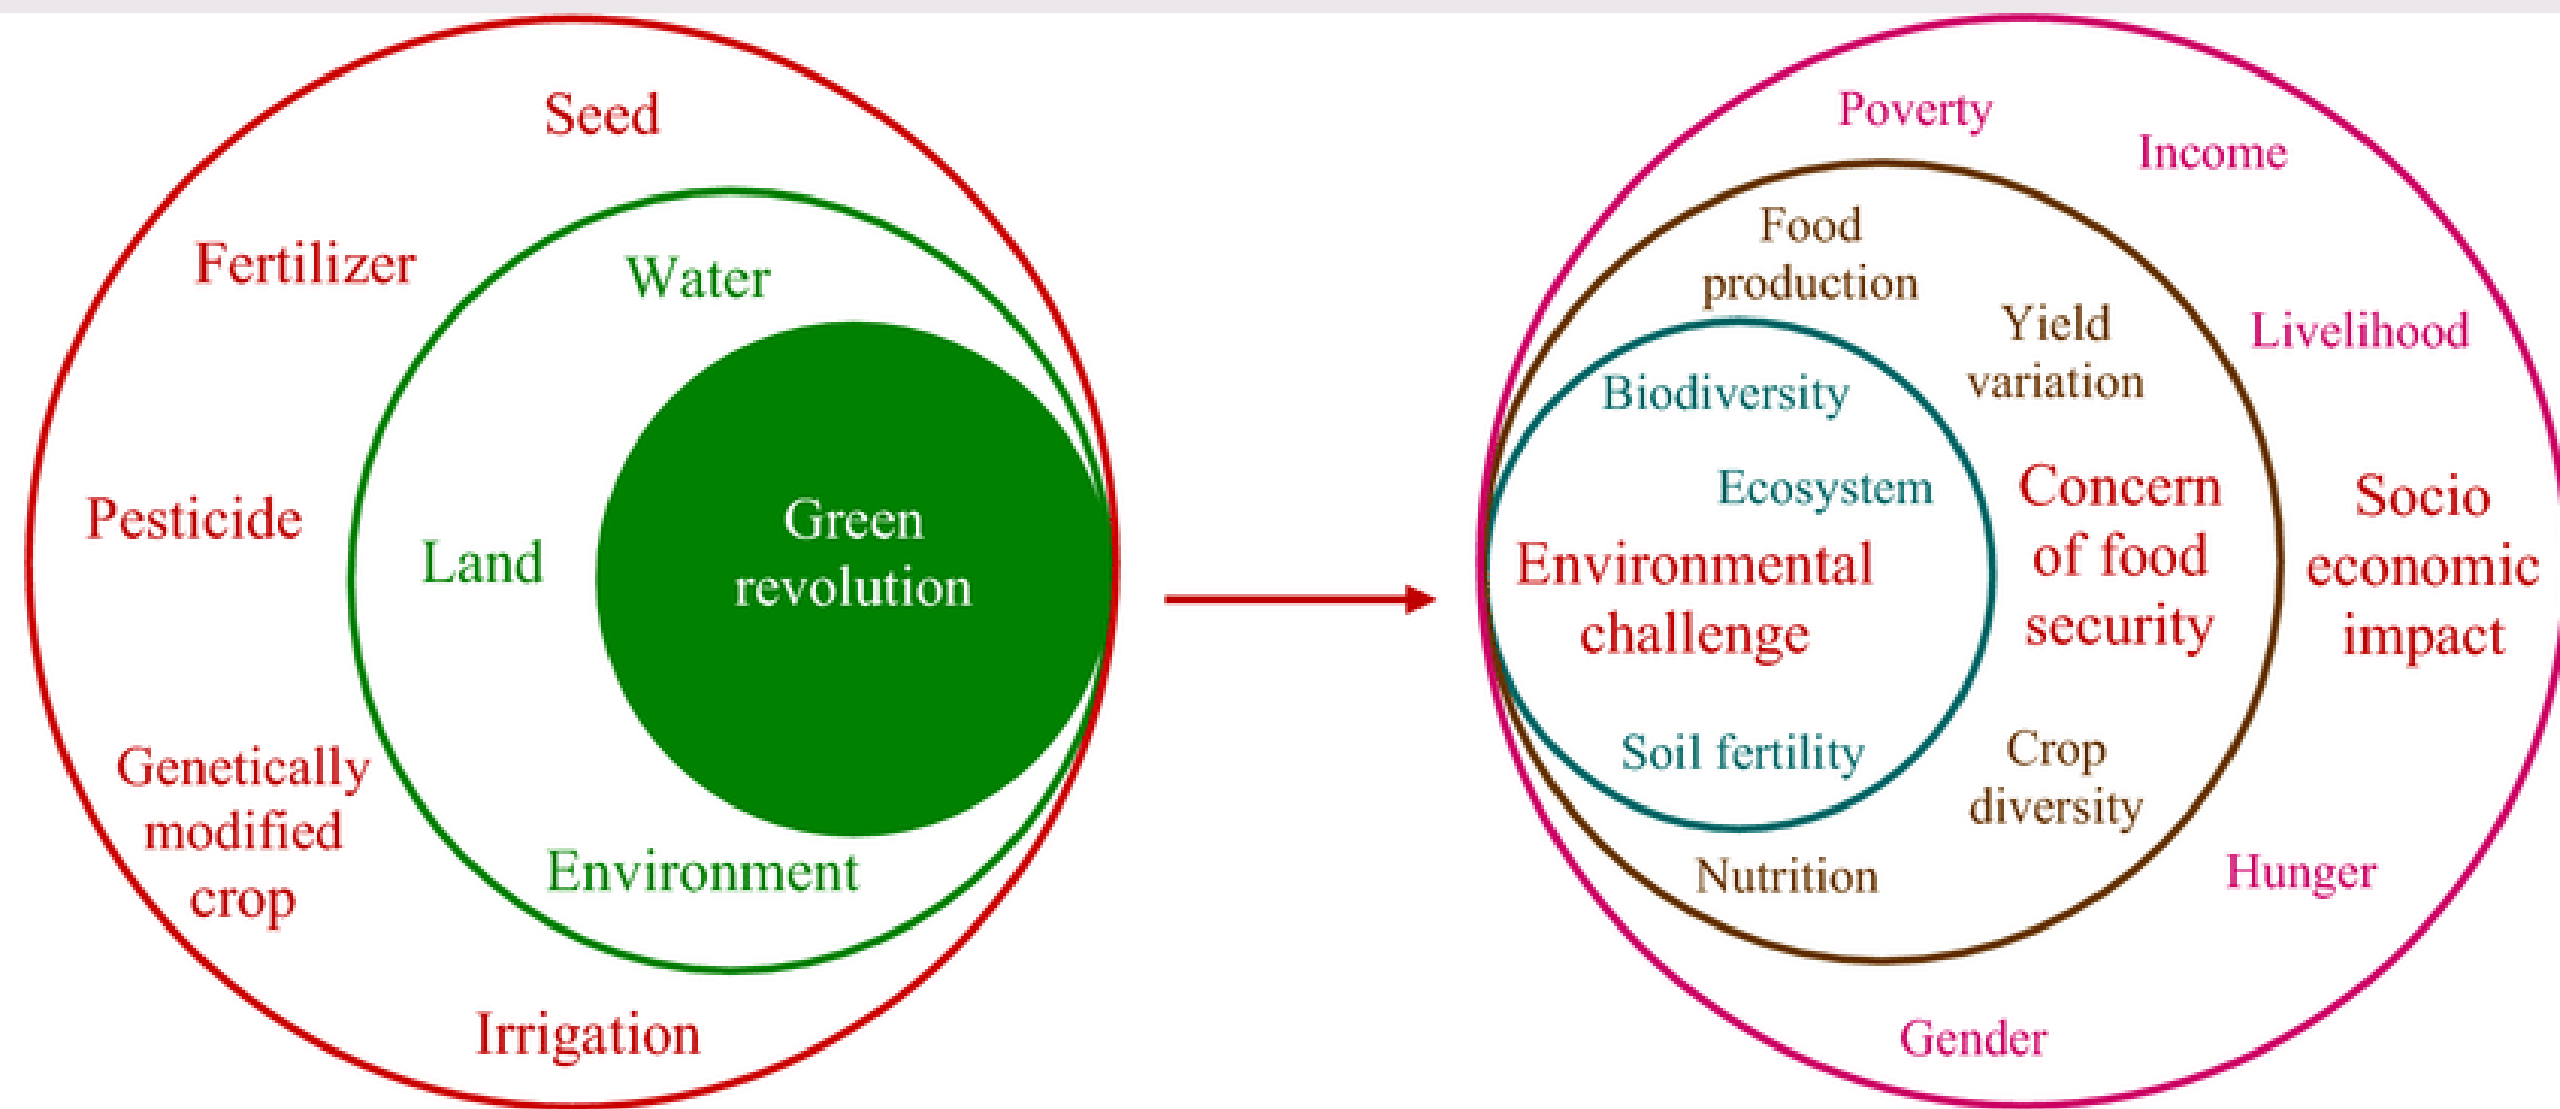 Seed
Fertilizer
Water
Pesticide
Land
Green
revolution
Genetically
modified
crop
Environment
Irrigation
Poverty
Income
Food
production
Yield
variation
Livelihood
Biodiversity
Ecosystem
Environmental
challenge
Concern
of food
security
Socio
economic
impact
Soil fertility
Crop
diversity
Nutrition
Hunger
Gender